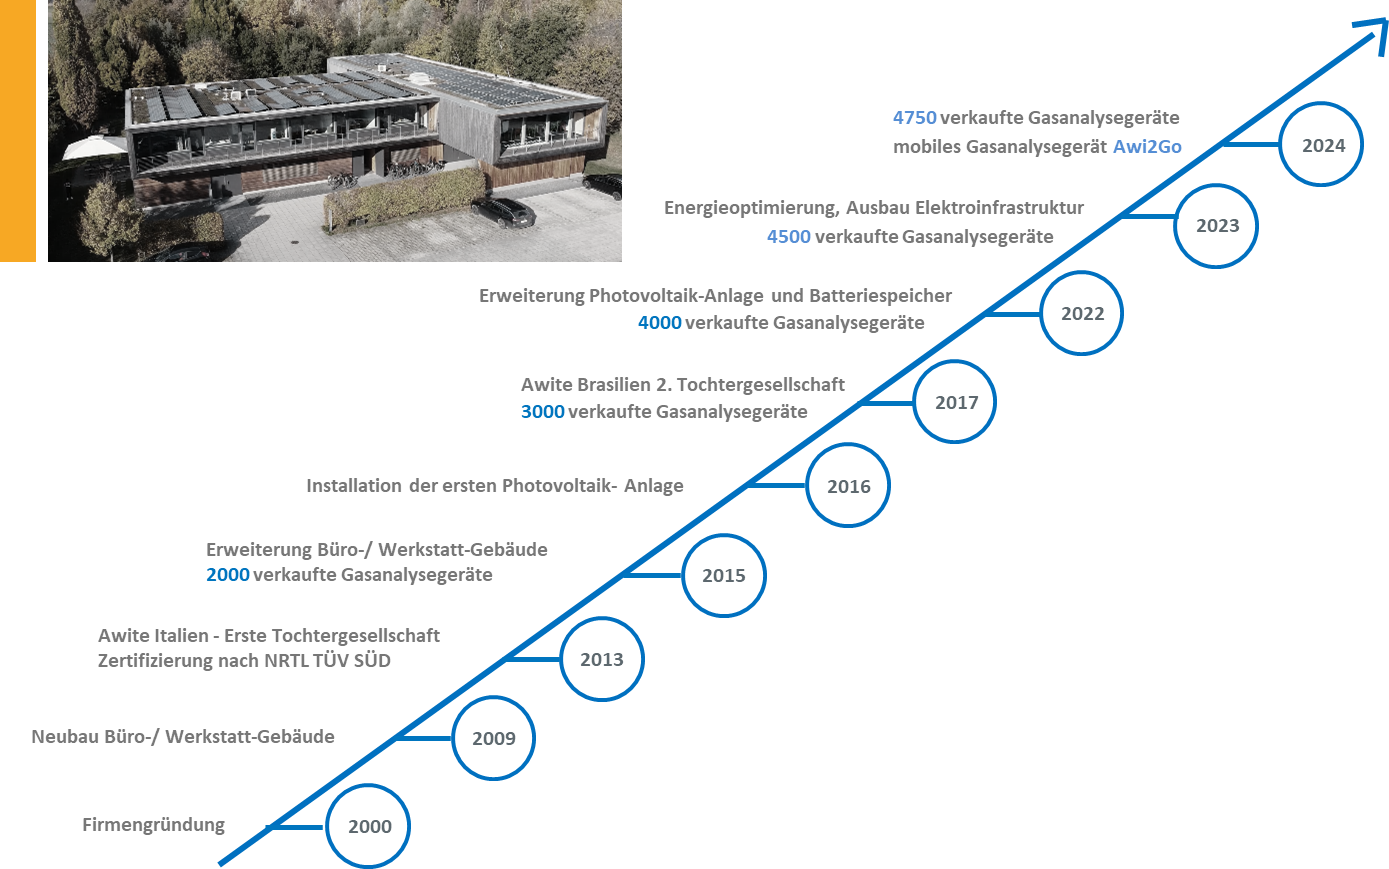 4750 verkaufte Gasanalysegeräte
mobiles Gasanalysegerät Awi2Go
2024
Energieoptimierung, Ausbau Elektroinfrastruktur
4500 verkaufte Gasanalysegeräte
2023
Erweiterung Photovoltaik-Anlage und Batteriespeicher
4000 verkaufte Gasanalysegeräte
2022
Awite Brasilien 2. Tochtergesellschaft
3000 verkaufte Gasanalysegeräte
2017
Installation der ersten Photovoltaik- Anlage
2016
Erweiterung Büro-/ Werkstatt-Gebäude
2000 verkaufte Gasanalysegeräte
2015
Awite Italien - Erste Tochtergesellschaft
Zertifizierung nach NRTL TÜV SÜD
2013
Neubau Büro-/ Werkstatt-Gebäude
2009
Firmengründung
2000